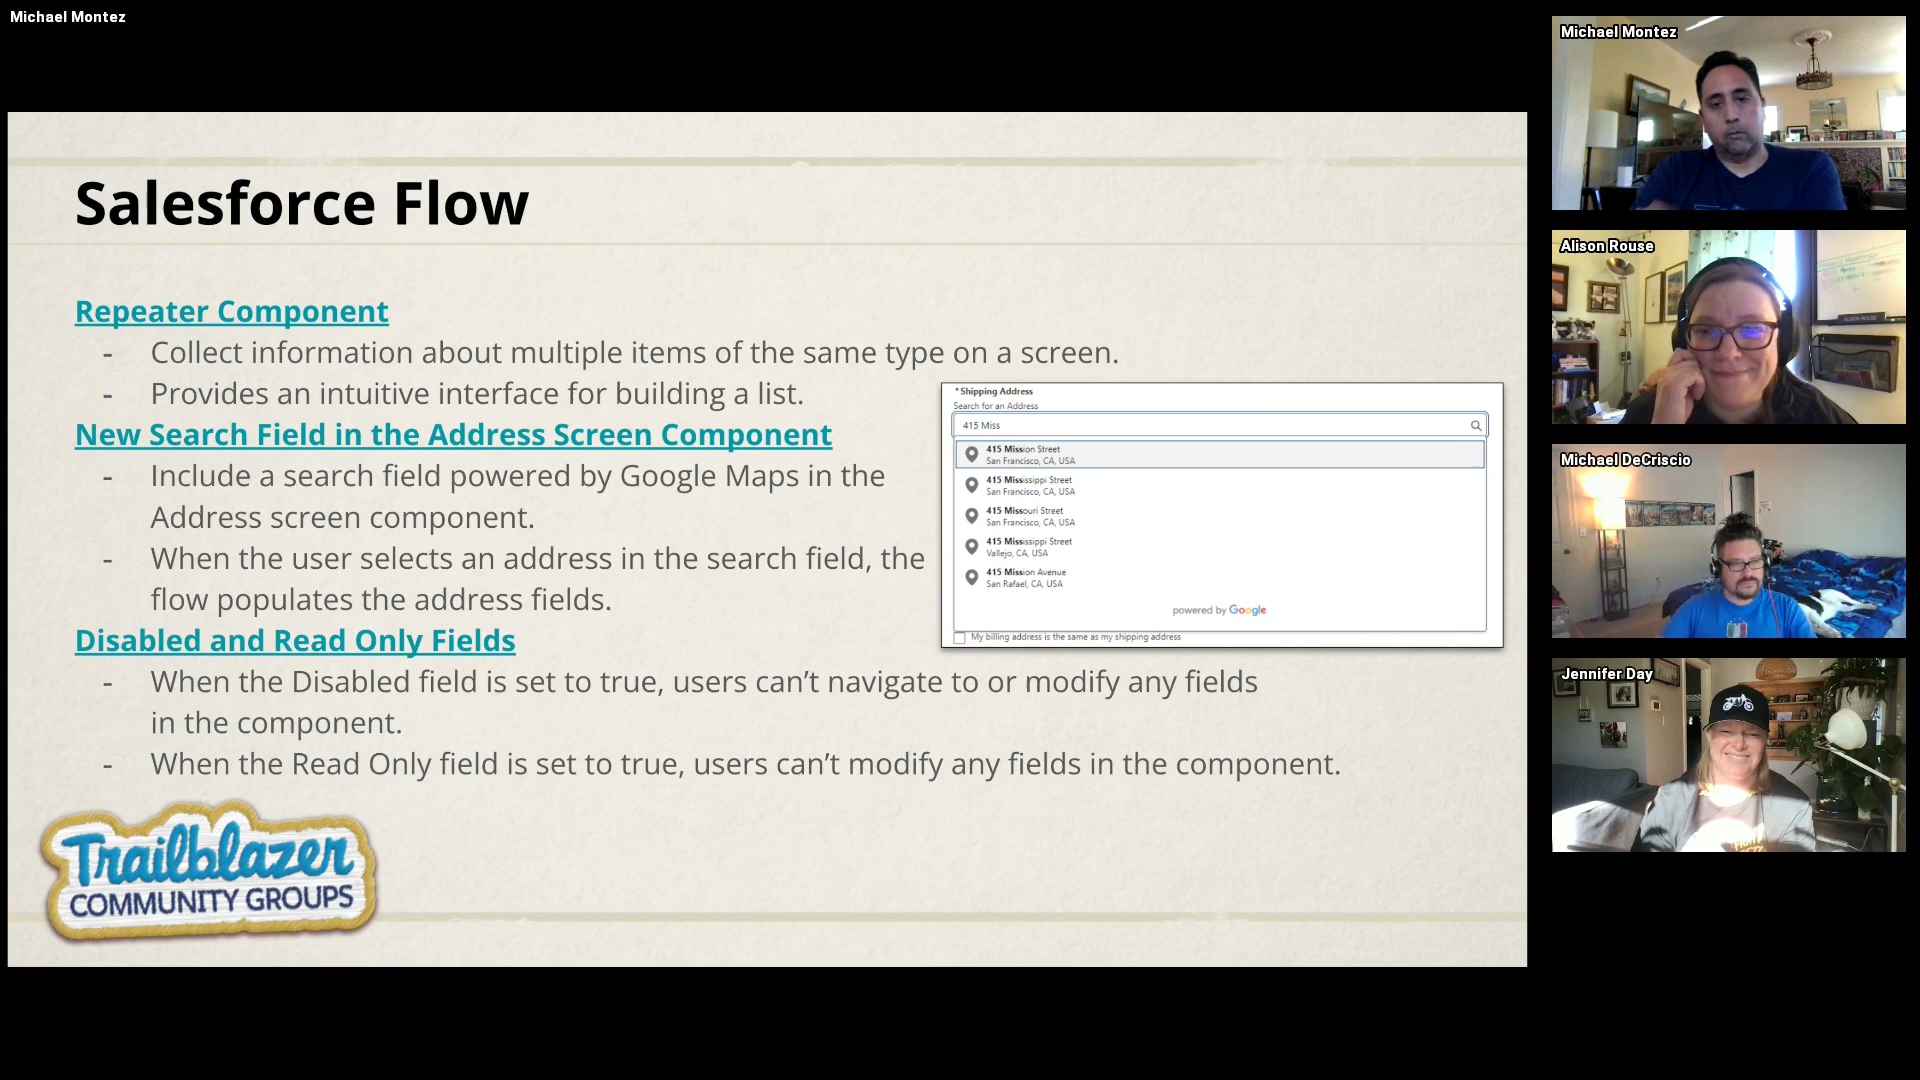 Michael Montez
Salesforce Flow
Repeater Component
- Collect information about multiple items of the same type on a screen.
- Provides an intuitive interface for building a list.
New Search Field in the Address Screen Component
- Include a search field powered by Google Maps in the
Address screen component.
- When the user selects an address in the search field, the
flow populates the address fields.
Disabled and Read Only Fields
- When the Disabled field is set to true, users can’t navigate to or modify any fields
in the component.
- When the Read Only field is set to true, users can’t modify any fields in the component.
* Shipping Address
Search for an Address
415 Miss
415 Mission Street
San Francisco, CA, USA
415 Mississippi Street
San Francisco, CA, USA
415 Missouri Street
San Francisco, CA, USA
415 Mississippi Street
Vallejo, CA, USA
415 Mission Avenue
San Rafael, CA, USA
powered by Google
My billing address is the same as my shipping address
Trailblazer
COMMUNITY GROUPS
Michael Montez
Alison Rouse
ALISON ROUSE
Michael DeCriscio
Jennifer Day